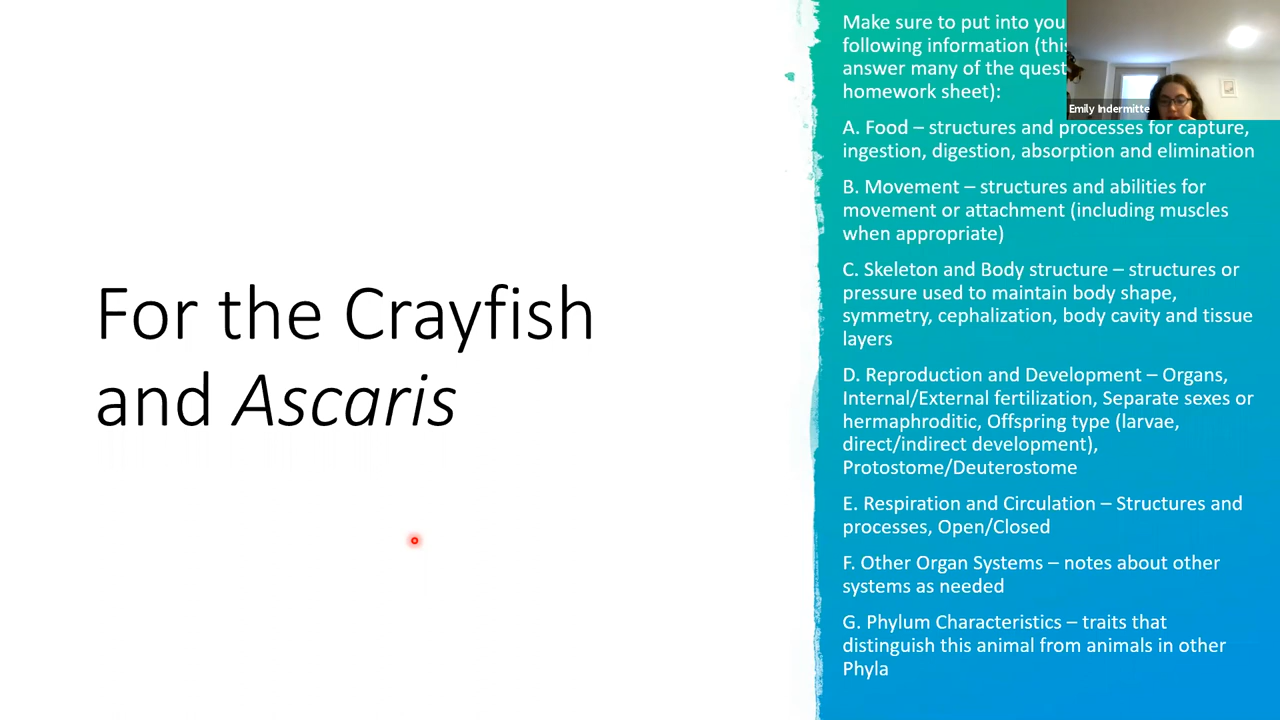 For the Crayfish
and Ascaris
Make sure to put into you
following information (this
answer many of the quest
homework sheet):
A. Food – structures and processes for capture,
ingestion, digestion, absorption and elimination
B. Movement – structures and abilities for
movement or attachment (including muscles
when appropriate)
C. Skeleton and Body structure – structures or
pressure used to maintain body shape,
symmetry, cephalization, body cavity and tissue
layers
D. Reproduction and Development – Organs,
Internal/External fertilization, Separate sexes or
hermaphroditic, Offspring type (larvae,
direct/indirect development),
Protostome/Deuterostome
E. Respiration and Circulation – Structures and
processes, Open/Closed
F. Other Organ Systems – notes about other
systems as needed
G. Phylum Characteristics – traits that
distinguish this animal from animals in other
Phyla
Emily Indermitte